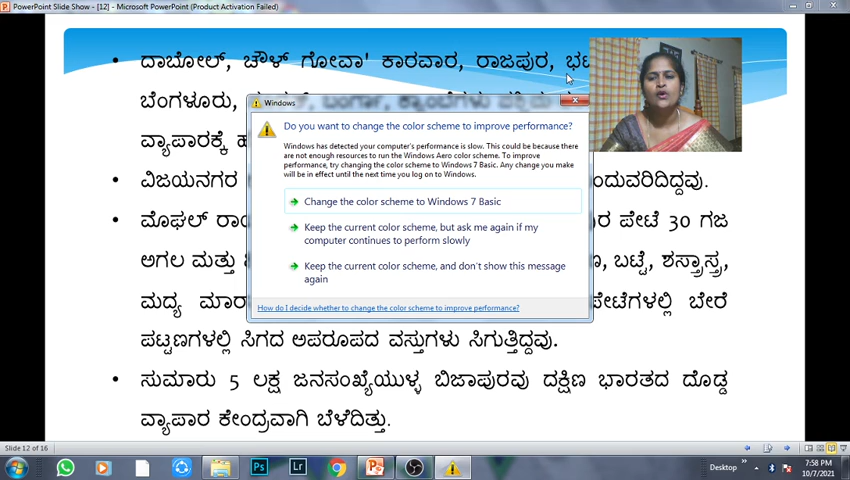 PowerPoint Slide Show - [12] - Microsoft PowerPoint (Product Activation Failed)
• ದಾಬೋಲ್, ಚೌಳ್ ಗೋವಾ' ಕಾರವಾರ, ರಾಜಪುರ,
ಬೆಂಗಳೂರು,
ವ್ಯಾಪಾರಕ್ಕೆ
• ವಿಜಯನಗರ
• ಮೊಘಲ್ ಪೇಟೆ 30 ಗಜ
ಅಗಲ ಮತ್ತು ಬಟ್ಟೆ, ಶಸ್ತ್ರಾಸ್ತ್ರ,
ಮದ್ಯ ಪೇಟೆಗಳಲ್ಲಿ ಬೇರೆ
ಪಟ್ಟಣಗಳಲ್ಲಿ ಸಿಗದ ಅಪರೂಪದ ವಸ್ತುಗಳು ಸಿಗುತ್ತಿದ್ದವು.
• ಸುಮಾರು 5 ಲಕ್ಷ ಜನಸಂಖ್ಯೆಯುಳ್ಳ ಬಿಜಾಪುರವು ದಕ್ಷಿಣ ಭಾರತದ ದೊಡ್ಡ
ವ್ಯಾಪಾರ ಕೇಂದ್ರವಾಗಿ ಬೆಳೆದಿತ್ತು.
Windows
Do you want to change the color scheme to improve performance?
Windows has detected your computer's performance is slow. This could be because there
are not enough resources to run the Windows Aero color scheme. To improve
performance, try changing the color scheme to Windows 7 Basic. Any change you make
will be in effect until the next time you log on to Windows.
Change the color scheme to Windows 7 Basic
Keep the current color scheme, but ask me again if my
computer continues to perform slowly
Keep the current color scheme, and don't show this message
again
How do I decide whether to change the color scheme to improve performance?
Slide 12 of 16
Ps
Lr
Desktop
7:58 PM
10/7/2021